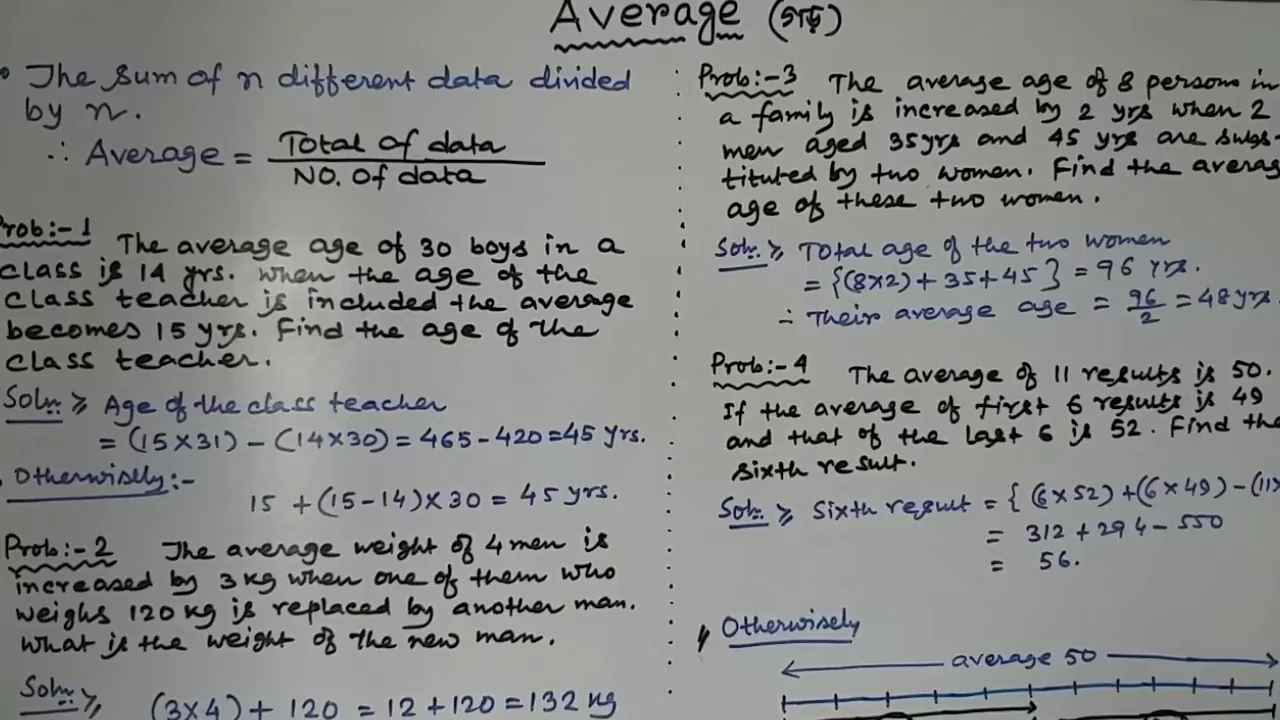 Average (गड़)
• The sum of n different data divided
by n.
∴ Average = Total of data / NO. Of data
Prob:-1 The average age of 30 boys in a
class is 14 yrs. when the age of the
class teacher is included the average
becomes 15 yrs. Find the age of the
class teacher.
Soln. ⩾ Age of the class teacher
= (15×31) - (14×30) = 465-420=45 yrs.
Otherwiselly:-
15 + (15-14)×30 = 45 yrs.
Prob:-2 The average weight of 4 men is
increased by 3 kg when one of them who
weighs 120 kg is replaced by another man.
What is the weight of the new man.
Soln. ⩾
(3×4) + 120 = 12+120 = 132 kg
Prob:-3 The average age of 8 persons in
a family is increased by 2 yrs when 2
men aged 35yrs and 45 yrs are subs-
tituted by two women. Find the averag
age of these two women.
Soln. ⩾ Total age of the two women
= {(8×2) + 35+45} = 96 yrs.
∴ Their average age = 96/2 = 48 yrs.
Prob:-4 The average of 11 results is 50.
If the average of first 6 results is 49
and that of the last 6 is 52. Find the
sixth result.
Soln. ⩾ Sixth result = { (6×52) + (6×49) - (11×
= 312 + 294 - 550
= 56.
Otherwisely
average 50